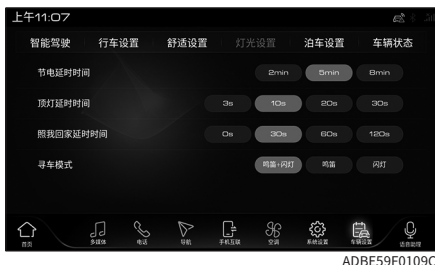 上午11:07
智能驾驶 行车设置 舒适设置 灯光设置 泊车设置 车辆状态
节电延时时间 2min 5min 8min
顶灯延时时间 3s 10s 20s 30s
照我回家延时时间 0s 30s 60s 120s
寻车模式 鸣笛+闪灯 鸣笛 闪灯
首页 多媒体 电话 导航 手机互联 空调 系统设置 车辆设置 语音助理
ADBF59F0109C